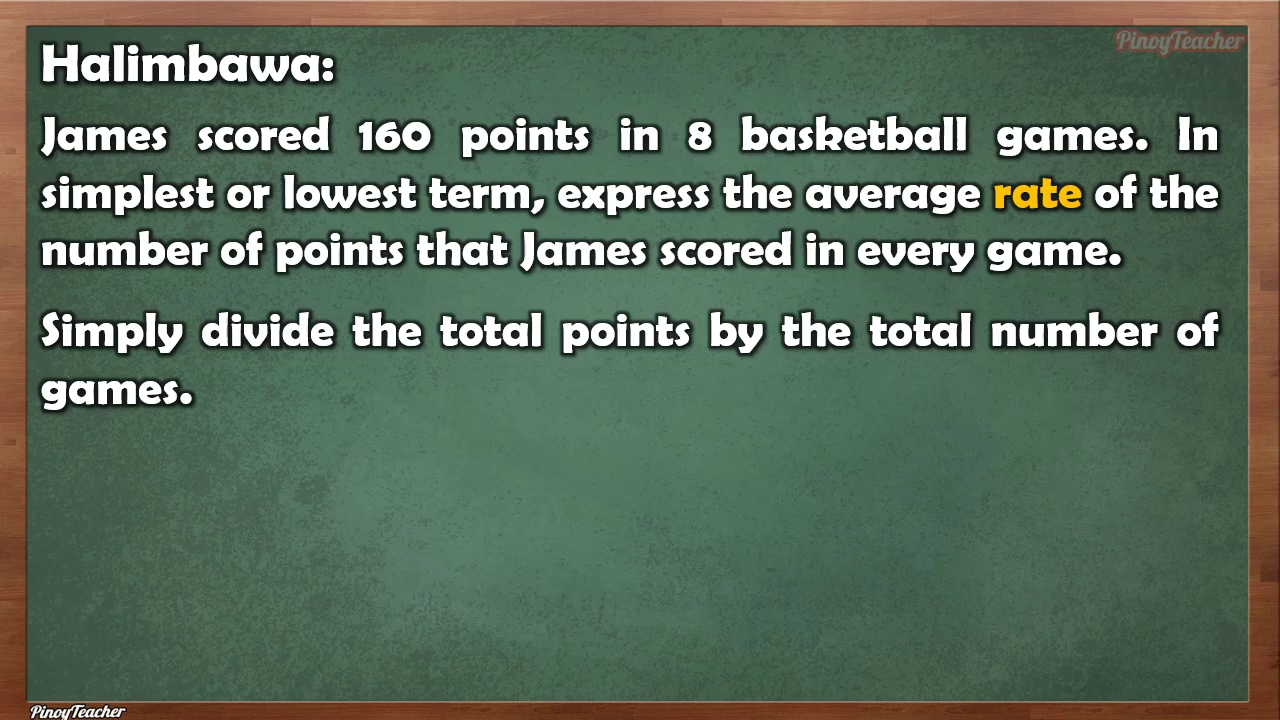 PinoyTeacher
Halimbawa:
James scored 160 points in 8 basketball games. In
simplest or lowest term, express the average rate of the
number of points that James scored in every game.
Simply divide the total points by the total number of
games.
PinoyTeacher